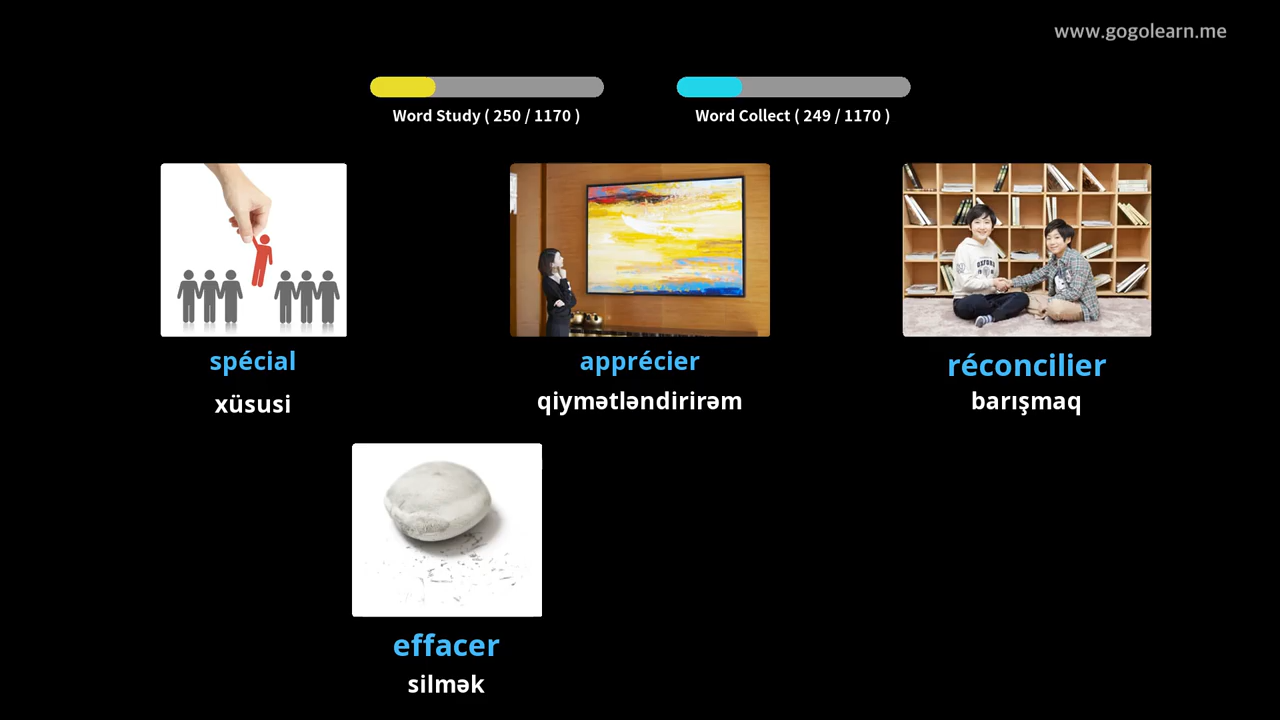 www.gogolearn.me
Word Study ( 250 / 1170 )
Word Collect ( 249 / 1170 )
spécial
xüsusi
apprécier
qiymətləndirirəm
réconcilier
barışmaq
effacer
silmək